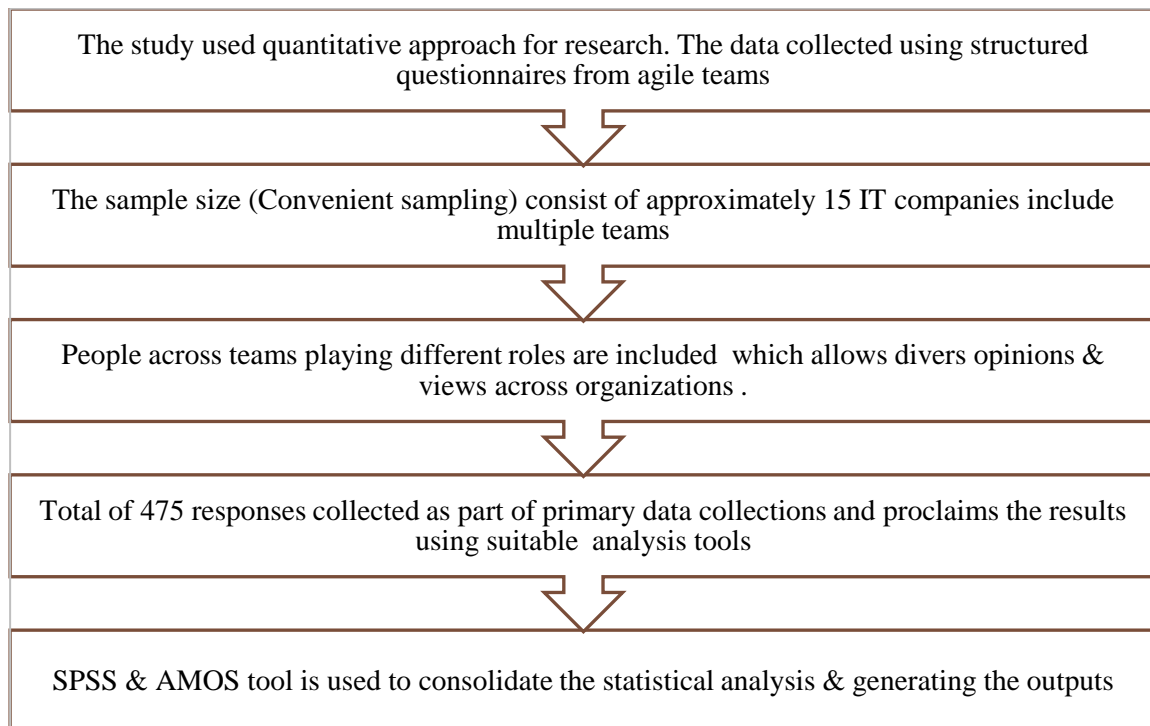 The study used quantitative approach for research. The data collected using structured
questionnaires from agile teams
The sample size (Convenient sampling) consist of approximately 15 IT companies include
multiple teams
People across teams playing different roles are included which allows divers opinions &
views across organizations .
Total of 475 responses collected as part of primary data collections and proclaims the results
using suitable analysis tools
SPSS & AMOS tool is used to consolidate the statistical analysis & generating the outputs